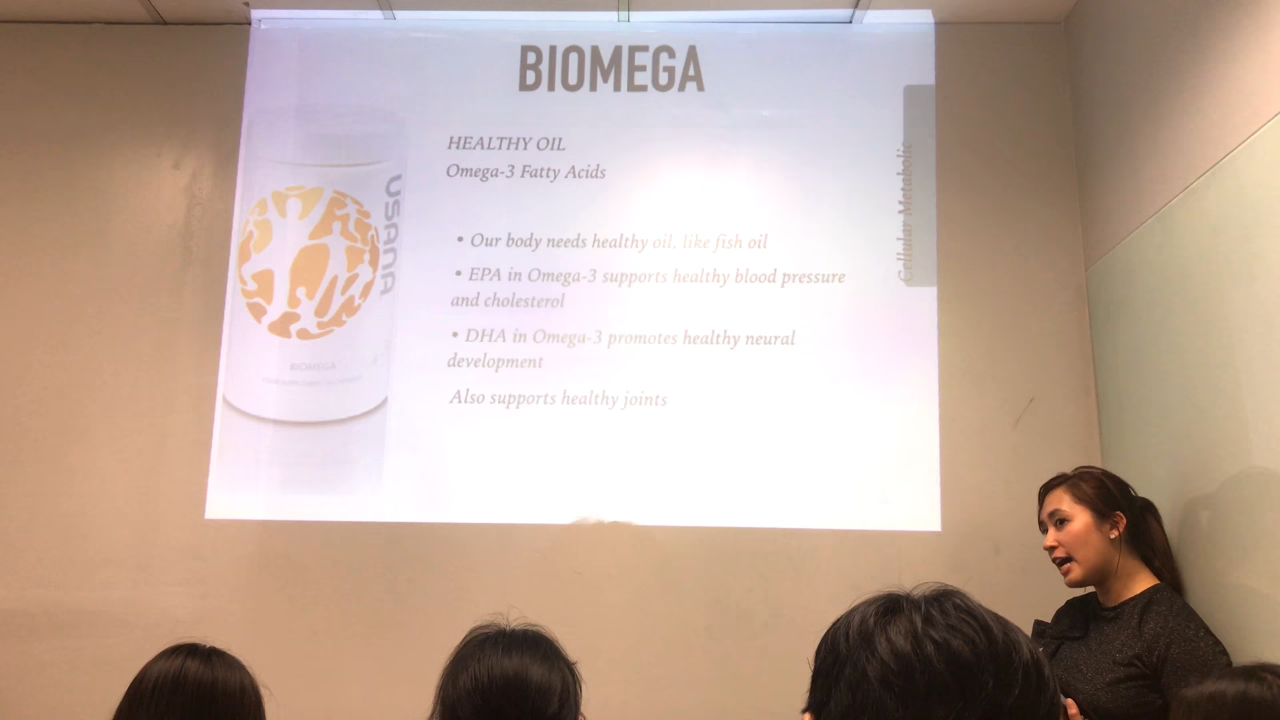 BIOMEGA
HEALTHY OIL
Omega-3 Fatty Acids
• Our body needs healthy oil, like fish oil
• EPA in Omega-3 supports healthy blood pressure
and cholesterol
• DHA in Omega-3 promotes healthy neural
development
Also supports healthy joints
Cellular Metabolic
USANA
BIOMEGA